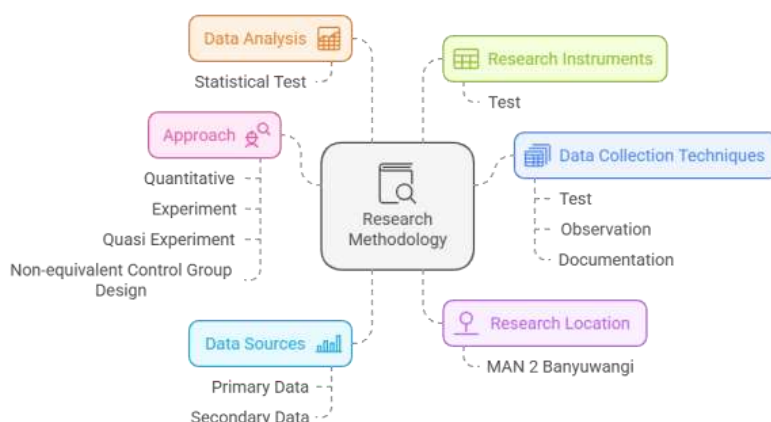 Data Analysis
Statistical Test
Approach
Quantitative
Experiment
Quasi Experiment
Non-equivalent Control Group
Design
Data Sources
Primary Data
Secondary Data
Research
Methodology
Research Instruments
Test
Data Collection Techniques
Test
Observation
Documentation
Research Location
MAN 2 Banyuwangi